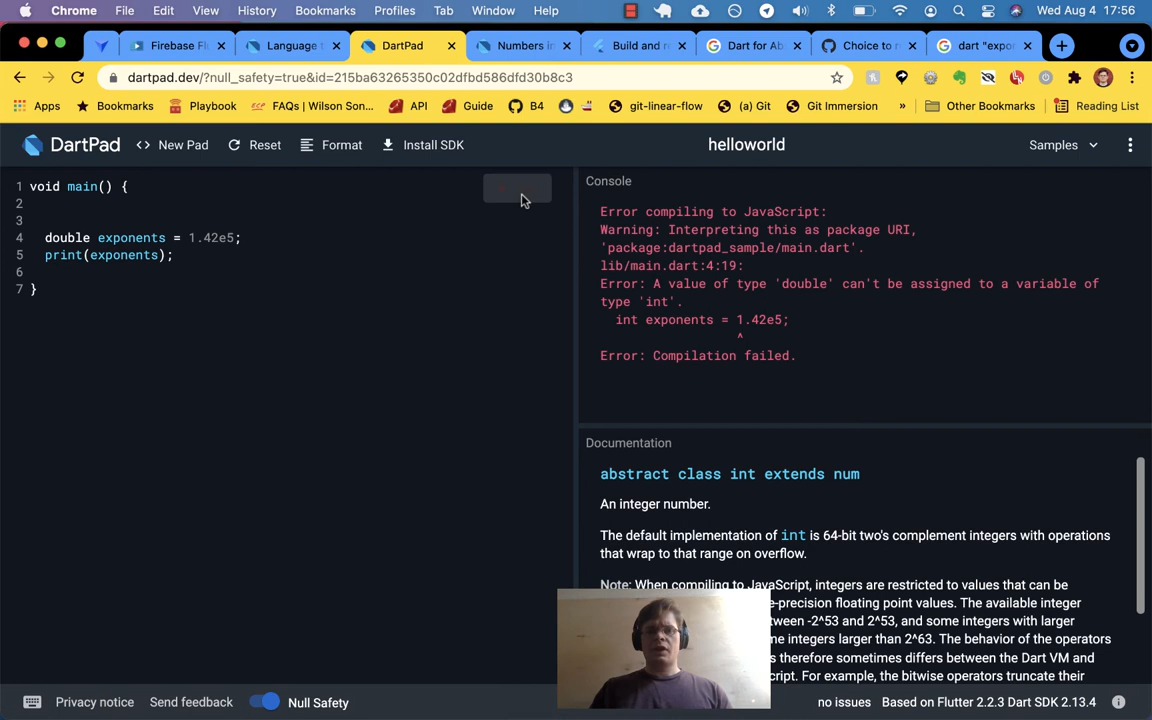 Chrome File Edit View History Bookmarks Profiles Tab Window Help Wed Aug 4 17:56
Firebase Fl Language t DartPad Numbers in Build and r Dart for Ab Choice to r dart "expor
dartpad.dev/?null_safety=true&id=215ba63265350c02dfbd586dfd30b8c3
Apps Bookmarks Playbook FAQs | Wilson Son... API Guide B4 git-linear-flow (a) Git Git Immersion » Other Bookmarks Reading List
DartPad <> New Pad Reset Format Install SDK helloworld Samples
1 void main() {
2
3
4 double exponents = 1.42e5;
5 print(exponents);
6
7 }
Console
Error compiling to JavaScript:
Warning: Interpreting this as package URI,
'package:dartpad_sample/main.dart'.
lib/main.dart:4:19:
Error: A value of type 'double' can't be assigned to a variable of
type 'int'.
int exponents = 1.42e5;
^
Error: Compilation failed.
Documentation
abstract class int extends num
An integer number.
The default implementation of int is 64-bit two's complement integers with operations
that wrap to that range on overflow.
Note: When compiling to JavaScript, integers are restricted to values that can be
e-precision floating point values. The available integer
tween -2^53 and 2^53, and some integers with larger
me integers larger than 2^63. The behavior of the operators
s therefore sometimes differs between the Dart VM and
cript. For example, the bitwise operators truncate their
Privacy notice Send feedback Null Safety no issues Based on Flutter 2.2.3 Dart SDK 2.13.4